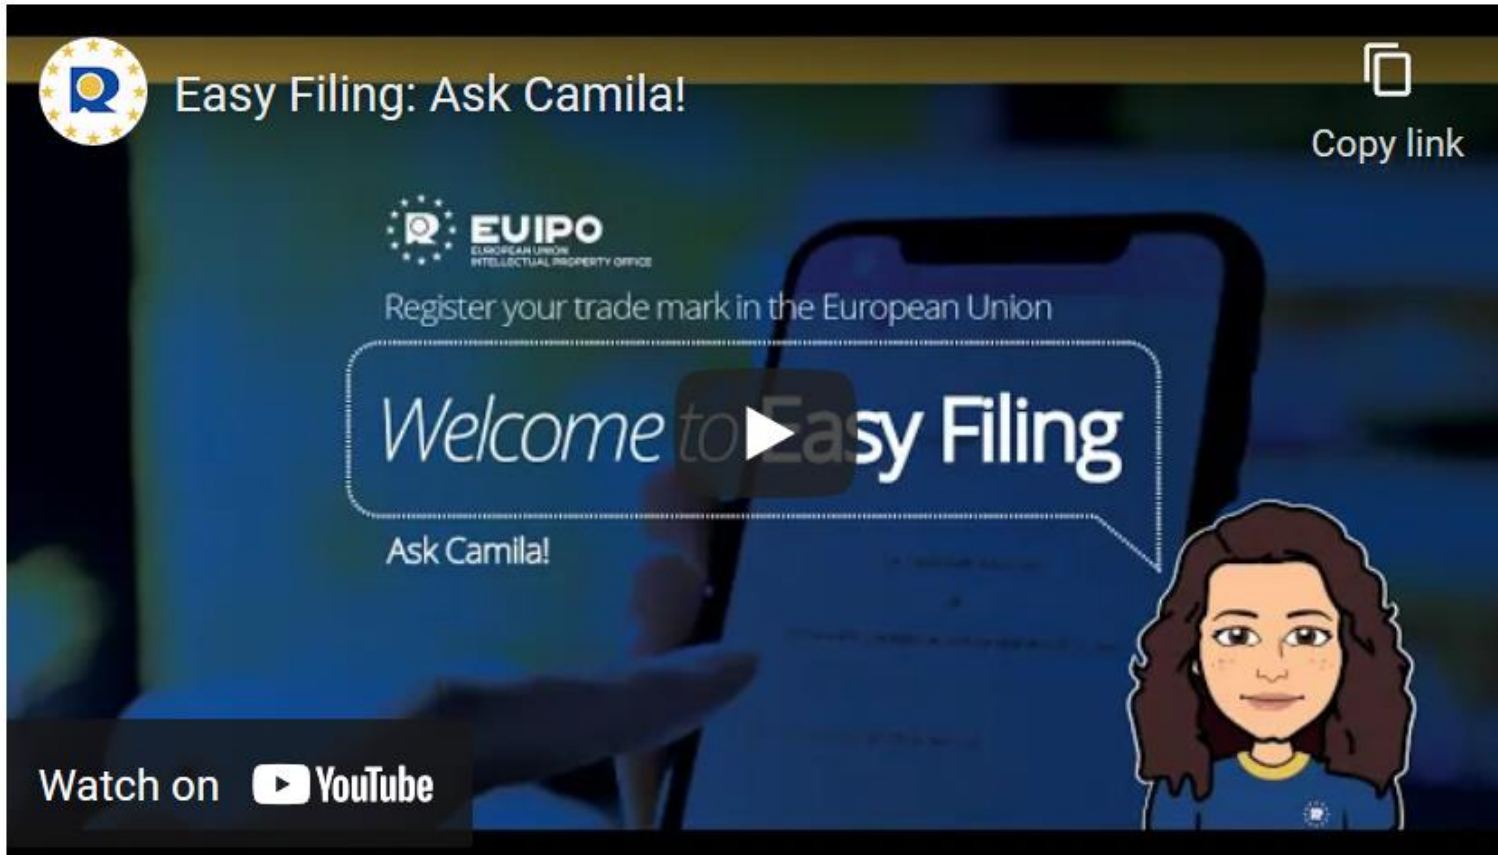 Easy Filing: Ask Camila!
Copy link
EUIPO
EUROPEAN UNION
INTELLECTUAL PROPERTY OFFICE
Register your trade mark in the European Union
Welcome to Easy Filing
Ask Camila!
Watch on YouTube